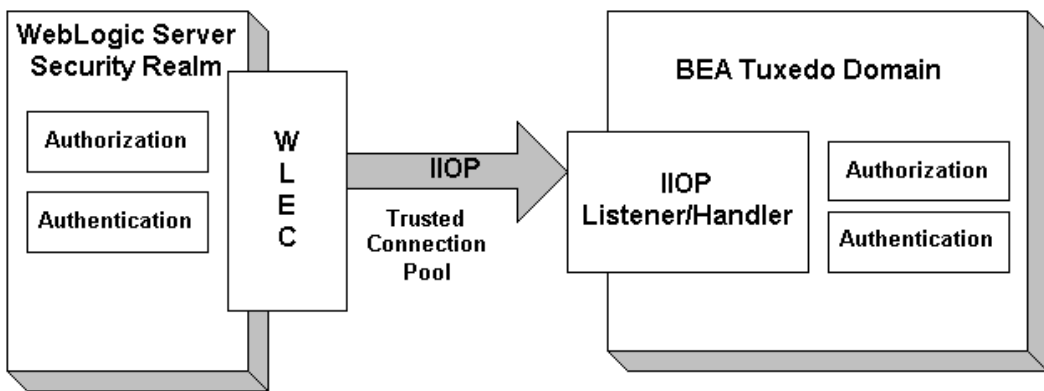 WebLogic Server
Security Realm
Authorization
Authentication
W
L
E
C
IIOP
Trusted
Connection
Pool
BEA Tuxedo Domain
IIOP
Listener/Handler
Authorization
Authentication